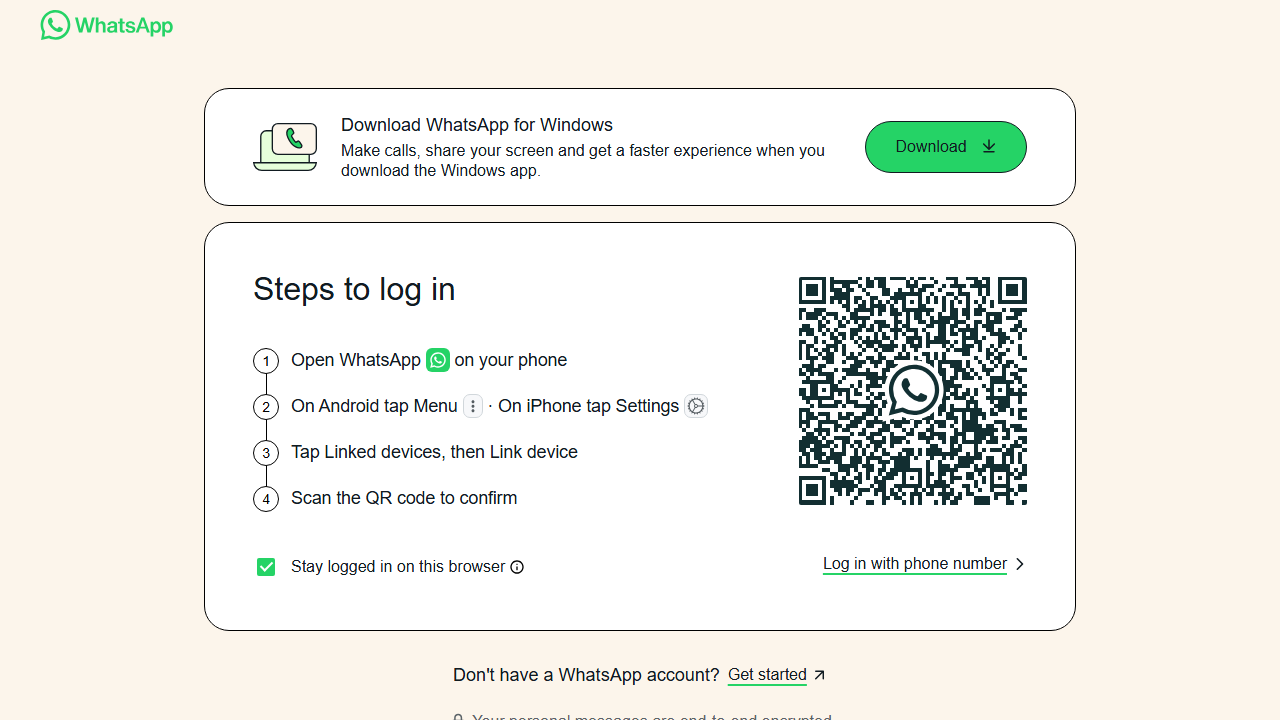 WhatsApp
Download WhatsApp for Windows
Make calls, share your screen and get a faster experience when you
download the Windows app.
Download
Steps to log in
1 Open WhatsApp on your phone
2 On Android tap Menu · On iPhone tap Settings
3 Tap Linked devices, then Link device
4 Scan the QR code to confirm
Stay logged in on this browser
Log in with phone number
Don't have a WhatsApp account? Get started
Your personal messages are end-to-end encrypted